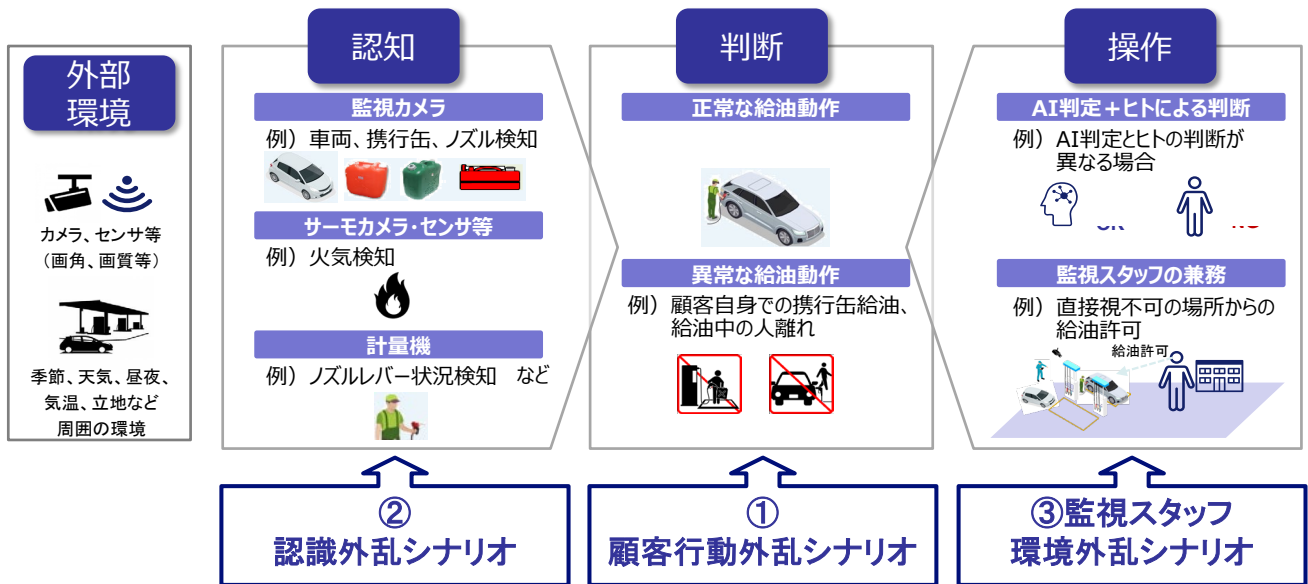 外部
環境
カメラ、センサ等
（画角、画質等）
季節、天気、昼夜、
気温、立地など
周囲の環境
認知
監視カメラ
例）車両、携行缶、ノズル検知
サーモカメラ・センサ等
例）火気検知
計量機
例）ノズルレバー状況検知　など
②
認識外乱シナリオ
判断
正常な給油動作
異常な給油動作
例）顧客自身での携行缶給油、
給油中の人離れ
①
顧客行動外乱シナリオ
操作
AI判定＋ヒトによる判断
例）AI判定とヒトの判断が
異なる場合
監視スタッフの兼務
例）直接視不可の場所からの
給油許可
給油許可
③監視スタッフ
環境外乱シナリオ